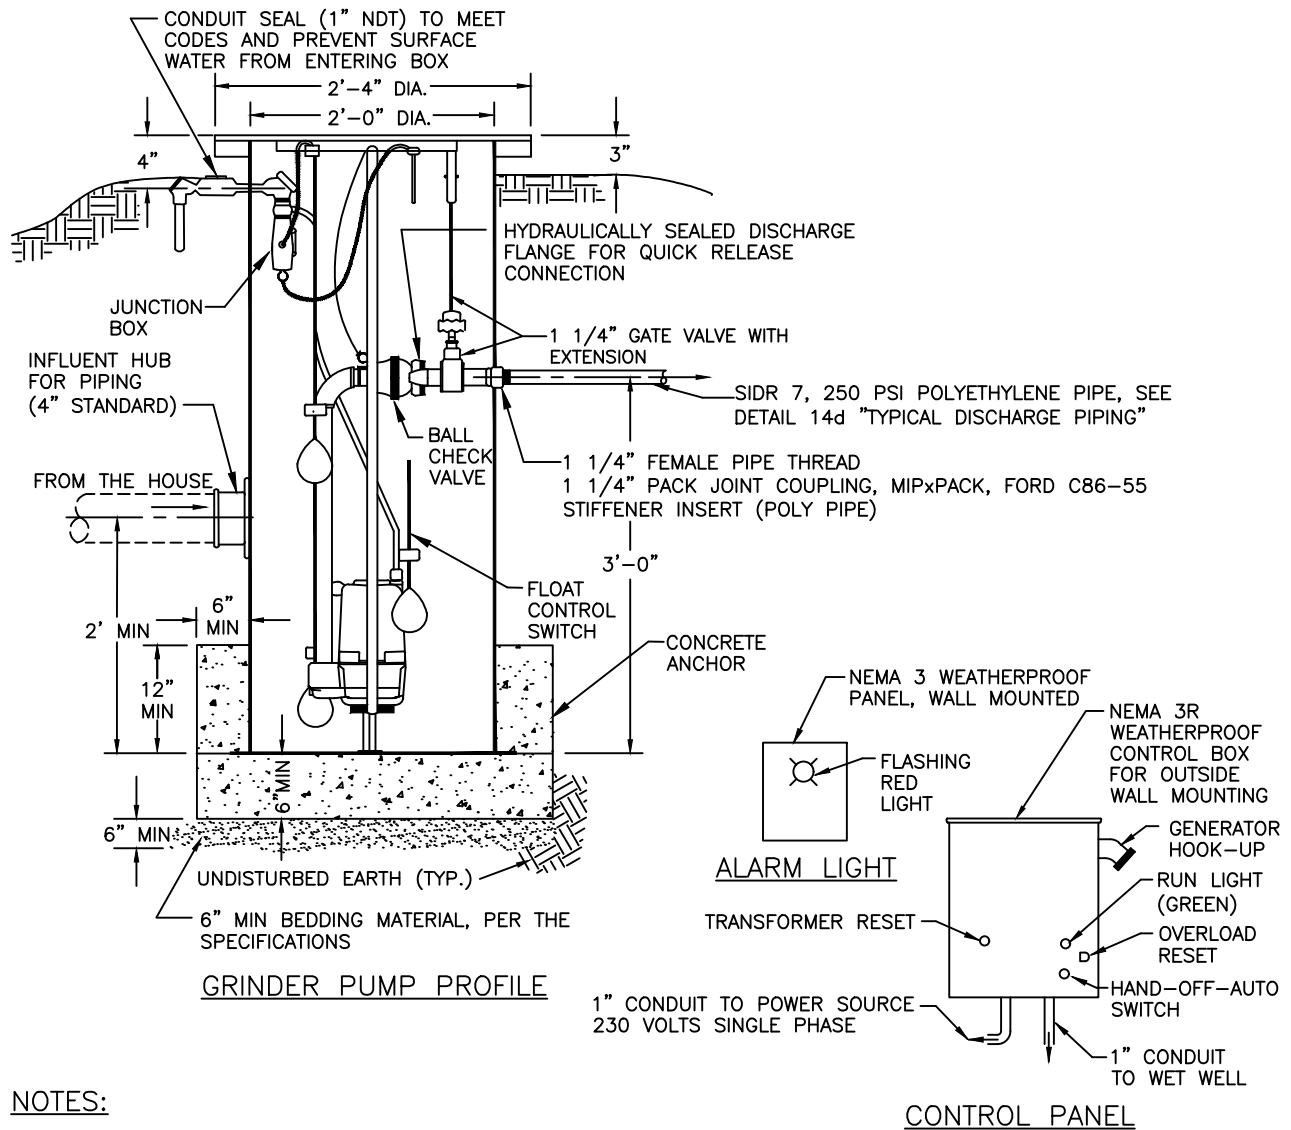 CONDUIT SEAL (1" NDT) TO MEET
CODES AND PREVENT SURFACE
WATER FROM ENTERING BOX
2'-4" DIA.
2'-0" DIA.
4"
3"
HYDRAULICALLY SEALED DISCHARGE
FLANGE FOR QUICK RELEASE
CONNECTION
JUNCTION
BOX
1 1/4" GATE VALVE WITH
EXTENSION
INFLUENT HUB
FOR PIPING
(4" STANDARD)
SIDR 7, 250 PSI POLYETHYLENE PIPE, SEE
DETAIL 14d "TYPICAL DISCHARGE PIPING"
BALL
CHECK
VALVE
FROM THE HOUSE
1 1/4" FEMALE PIPE THREAD
1 1/4" PACK JOINT COUPLING, MIPxPACK, FORD C86-55
STIFFENER INSERT (POLY PIPE)
3'-0"
FLOAT
CONTROL
SWITCH
6"
MIN
2' MIN
CONCRETE
ANCHOR
12"
MIN
6" MIN
6" MIN
UNDISTURBED EARTH (TYP.)
6" MIN BEDDING MATERIAL, PER THE
SPECIFICATIONS
GRINDER PUMP PROFILE
NEMA 3 WEATHERPROOF
PANEL, WALL MOUNTED
FLASHING
RED
LIGHT
ALARM LIGHT
NEMA 3R
WEATHERPROOF
CONTROL BOX
FOR OUTSIDE
WALL MOUNTING
GENERATOR
HOOK-UP
RUN LIGHT
(GREEN)
TRANSFORMER RESET
OVERLOAD
RESET
HAND-OFF-AUTO
SWITCH
1" CONDUIT TO POWER SOURCE
230 VOLTS SINGLE PHASE
1" CONDUIT
TO WET WELL
CONTROL PANEL
NOTES: